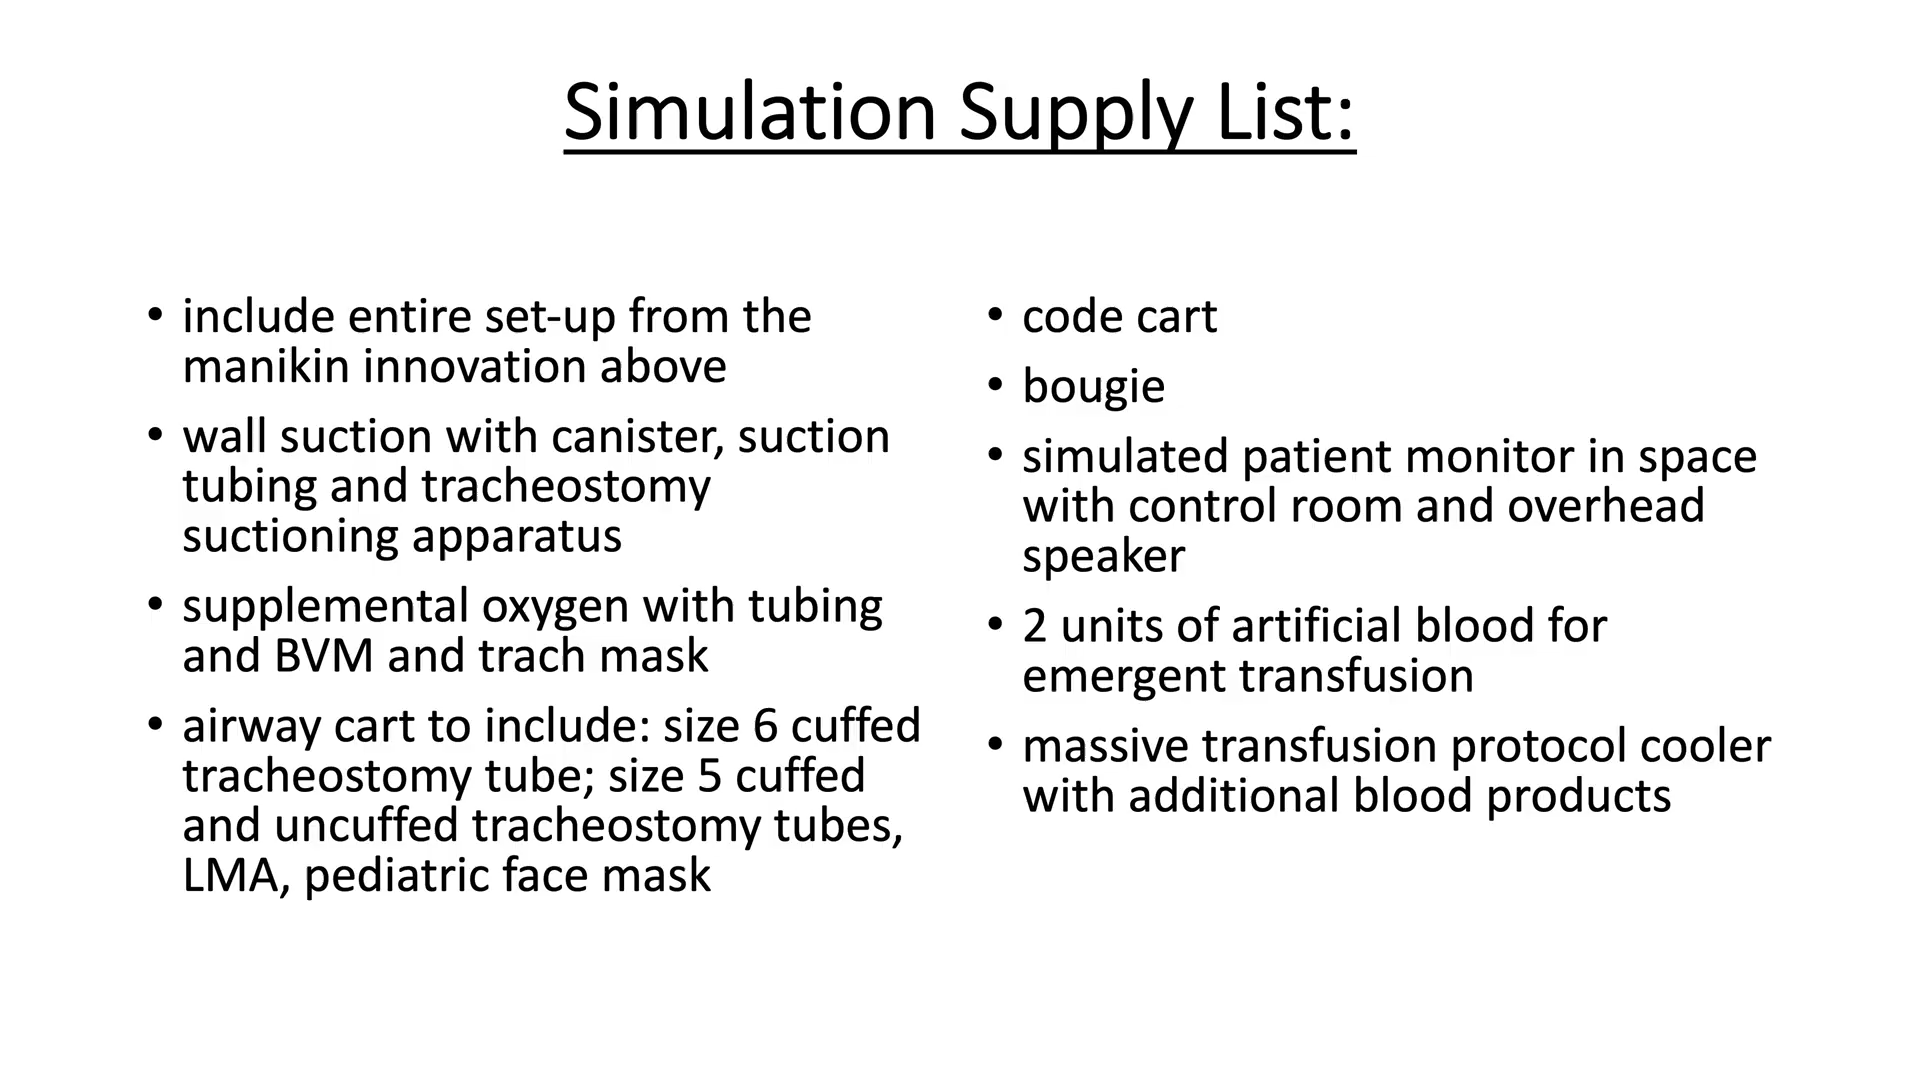 Simulation Supply List:
• include entire set-up from the
manikin innovation above
• wall suction with canister, suction
tubing and tracheostomy
suctioning apparatus
• supplemental oxygen with tubing
and BVM and trach mask
• airway cart to include: size 6 cuffed
tracheostomy tube; size 5 cuffed
and uncuffed tracheostomy tubes,
LMA, pediatric face mask
• code cart
• bougie
• simulated patient monitor in space
with control room and overhead
speaker
• 2 units of artificial blood for
emergent transfusion
• massive transfusion protocol cooler
with additional blood products